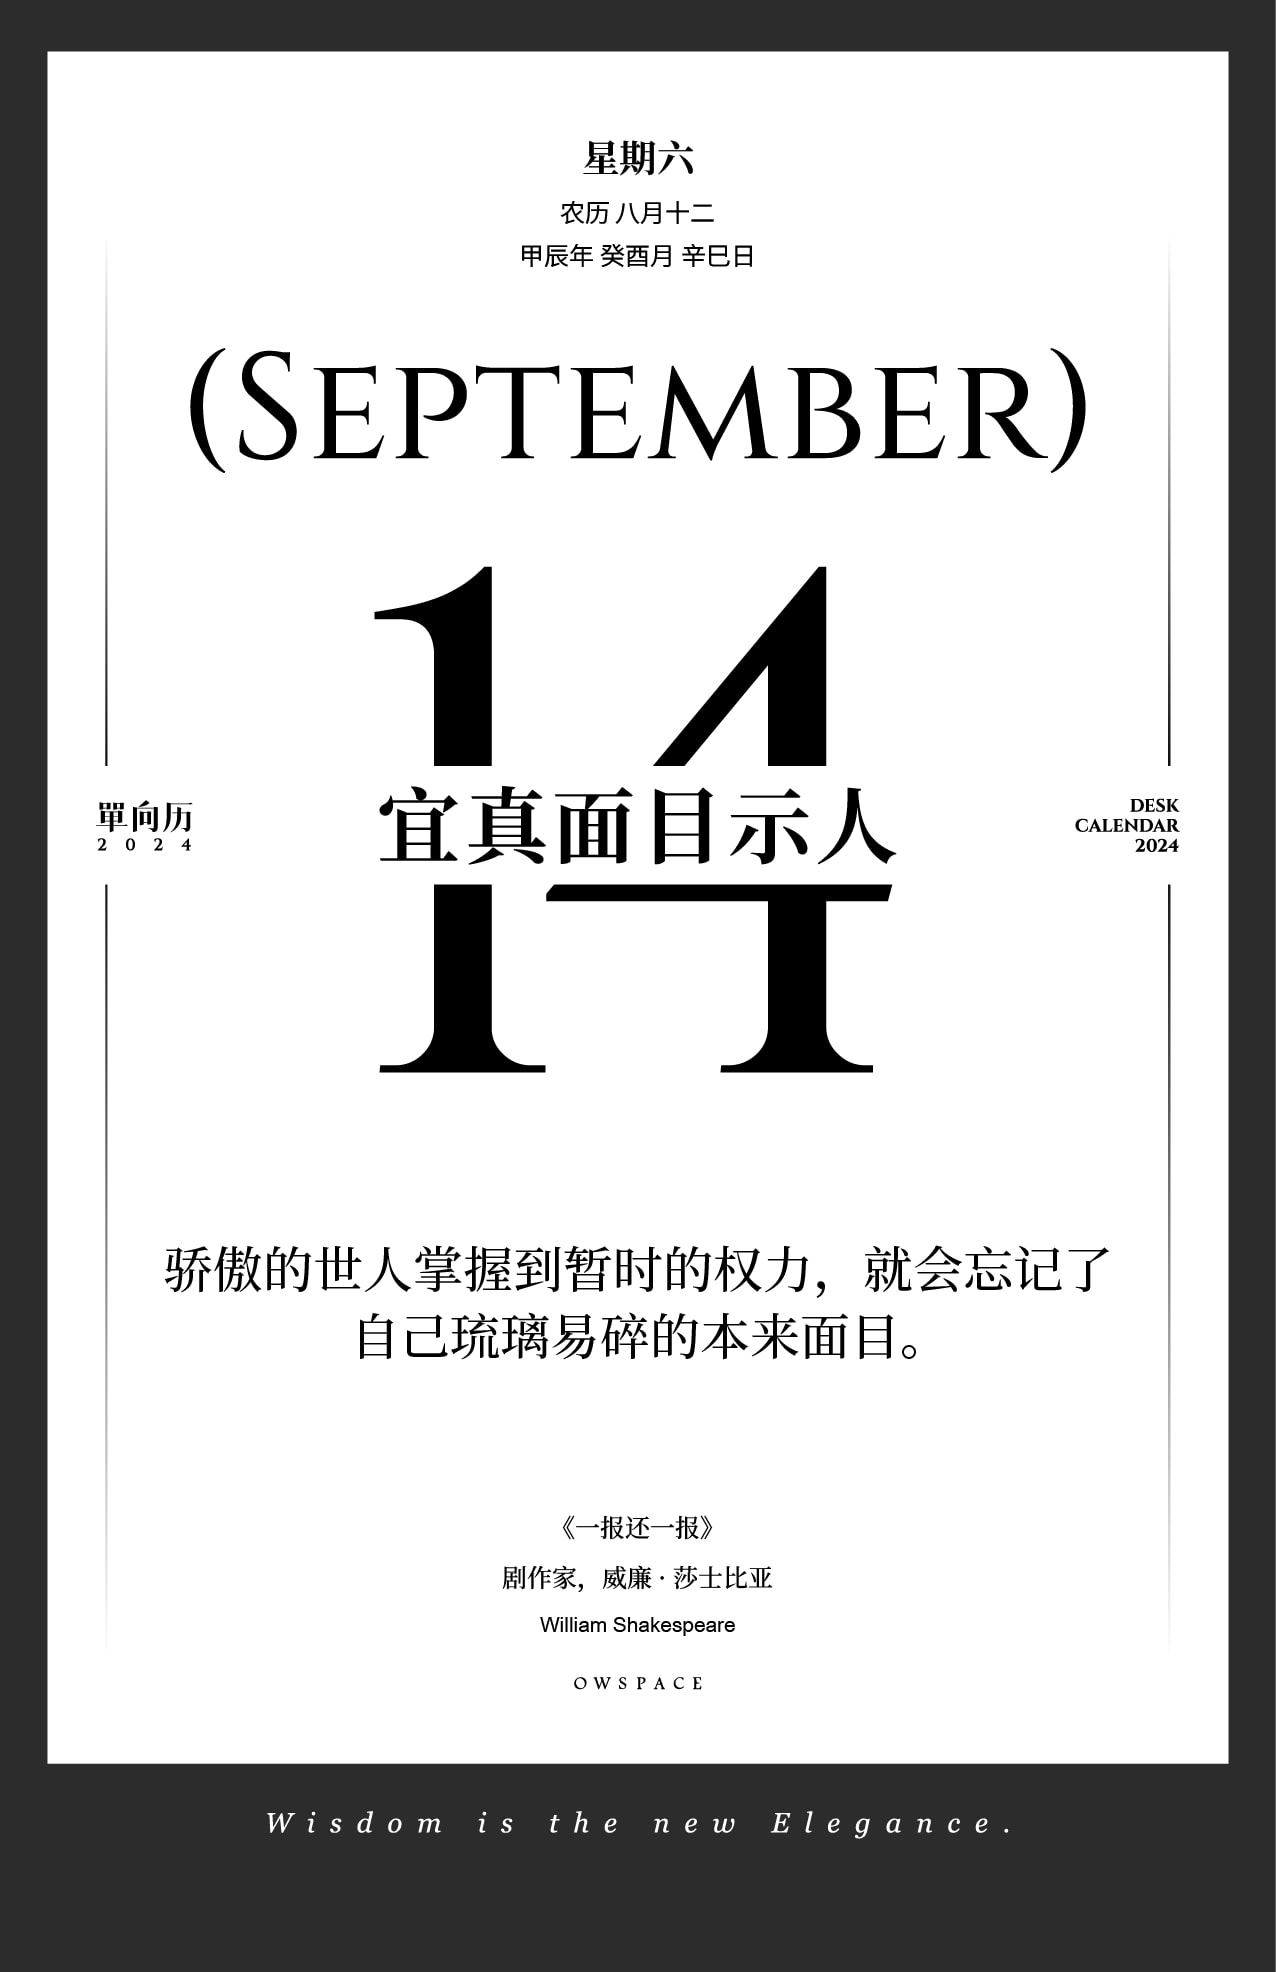 星期六
农历 八月十二
甲辰年 癸酉月 辛巳日
(SEPTEMBER)
14
單向历
2024
宜真面目示人
DESK
CALENDAR
2024
骄傲的世人掌握到暂时的权力，就会忘记了
自己琉璃易碎的本来面目。
《一报还一报》
剧作家，威廉·莎士比亚
William Shakespeare
OWSPACE
Wisdom is the new Elegance.